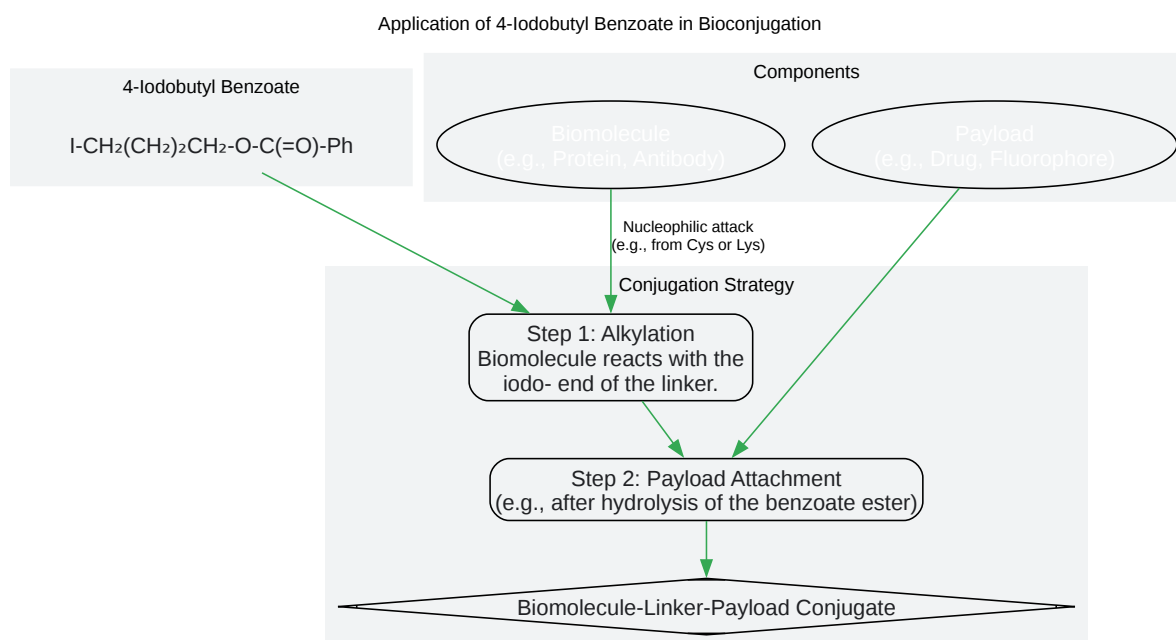 Application of 4-Iodobutyl Benzoate in Bioconjugation
4-Iodobutyl Benzoate
I-CH₂(CH₂)₂CH₂-O-C(=O)-Ph
Components
Biomolecule
(e.g., Protein, Antibody)
Payload
(e.g., Drug, Fluorophore)
Nucleophilic attack
(e.g., from Cys or Lys)
Conjugation Strategy
Step 1: Alkylation
Biomolecule reacts with the
iodo- end of the linker.
Step 2: Payload Attachment
(e.g., after hydrolysis of the benzoate ester)
Biomolecule-Linker-Payload Conjugate